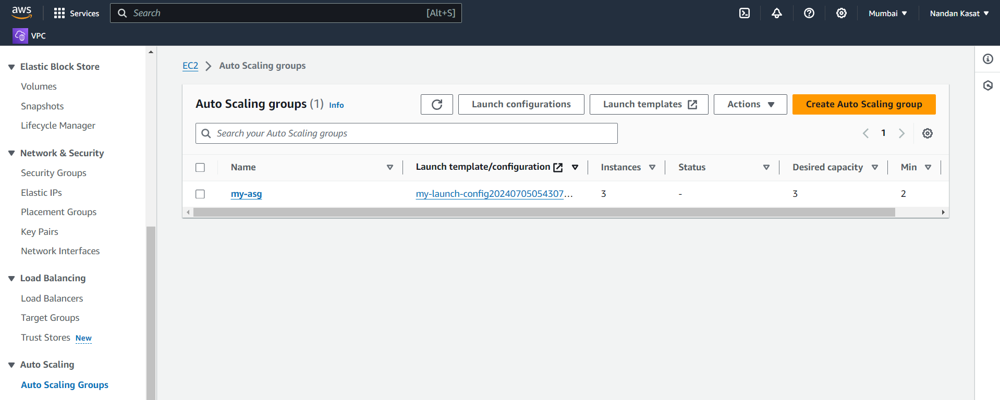 aws
Services
Search
[Alt+S]
Mumbai
Nandan Kasat
VPC
Elastic Block Store
Volumes
Snapshots
Lifecycle Manager
Network & Security
Security Groups
Elastic IPs
Placement Groups
Key Pairs
Network Interfaces
Load Balancing
Load Balancers
Target Groups
Trust Stores New
Auto Scaling
Auto Scaling Groups
EC2 Auto Scaling groups
Auto Scaling groups (1) Info
Launch configurations
Launch templates
Actions
Create Auto Scaling group
Search your Auto Scaling groups
1
Name Launch template/configuration Instances Status Desired capacity Min
my-asg my-launch-config20240705054307... 3 - 3 2